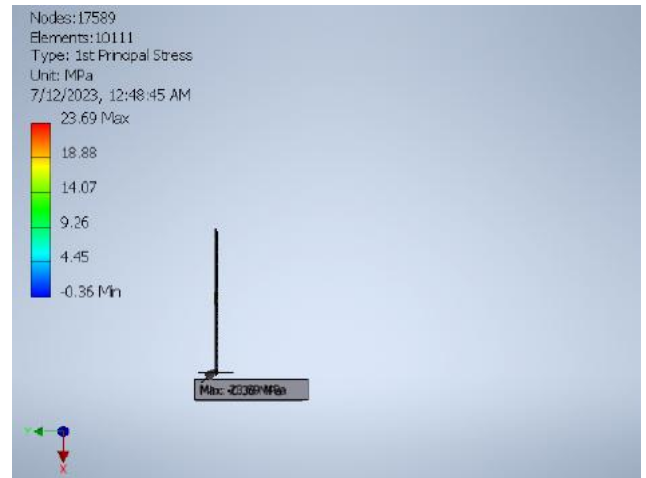 Nodes:17589
Elements:10111
Type: 1st Principal Stress
Unit: MPa
7/12/2023, 12:48:45 AM
23.69 Max
18.88
14.07
9.26
4.45
-0.36 Min
Y
X